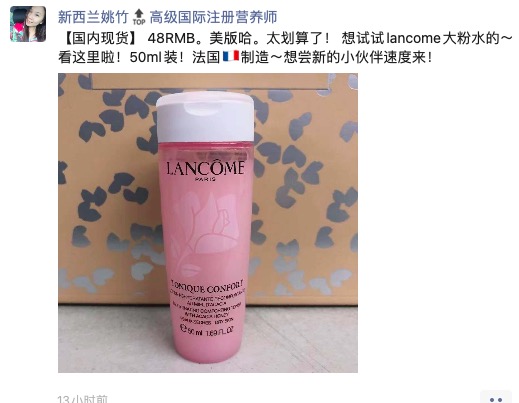 新西兰姚竹🔝高级国际注册营养师
【国内现货】 48RMB。美版哈。太划算了！ 想试试lancome大粉水的～
看这里啦！50ml装！法国🇫🇷制造～想尝新的小伙伴速度来！
LANCÔME
PARIS
TONIQUE CONFORT
WITH ACACIA HONEY
50 ml 1.69 FL.OZ
13小时前